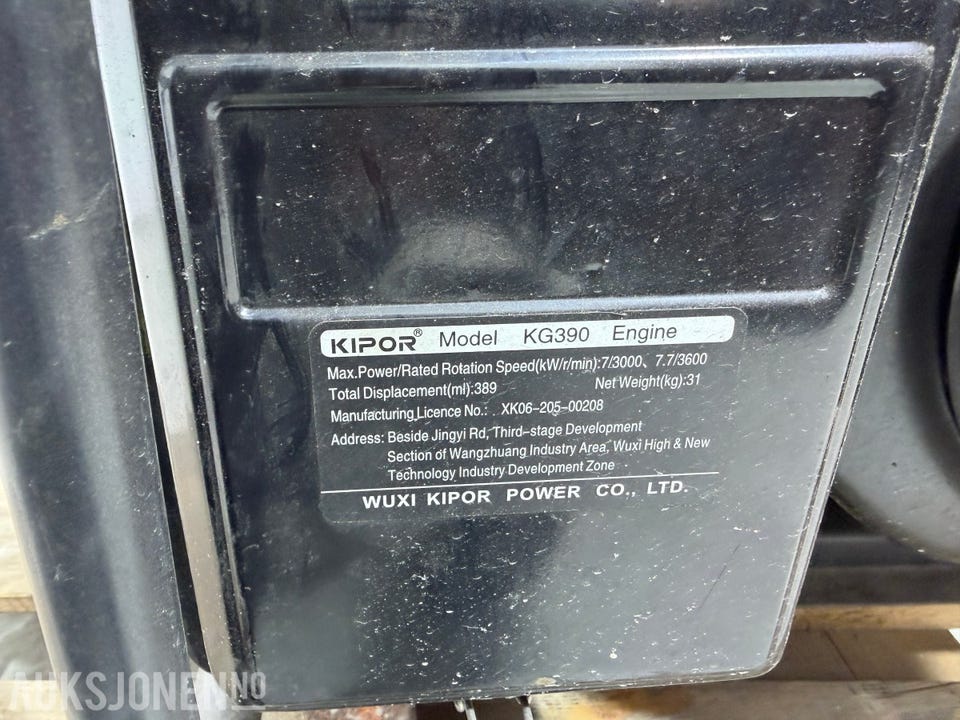 KIPOR® Model KG390 Engine
Max.Power/Rated Rotation Speed(kW/r/min):7/3000、 7.7/3600
Total Displacement(ml):389 Net Weight(kg):31
Manufacturing Licence No.: XK06-205-00208
Address: Beside Jingyi Rd, Third-stage Development
Section of Wangzhuang Industry Area, Wuxi High & New
Technology Industry Development Zone
WUXI KIPOR POWER CO., LTD.
AUKSJONEN.NO